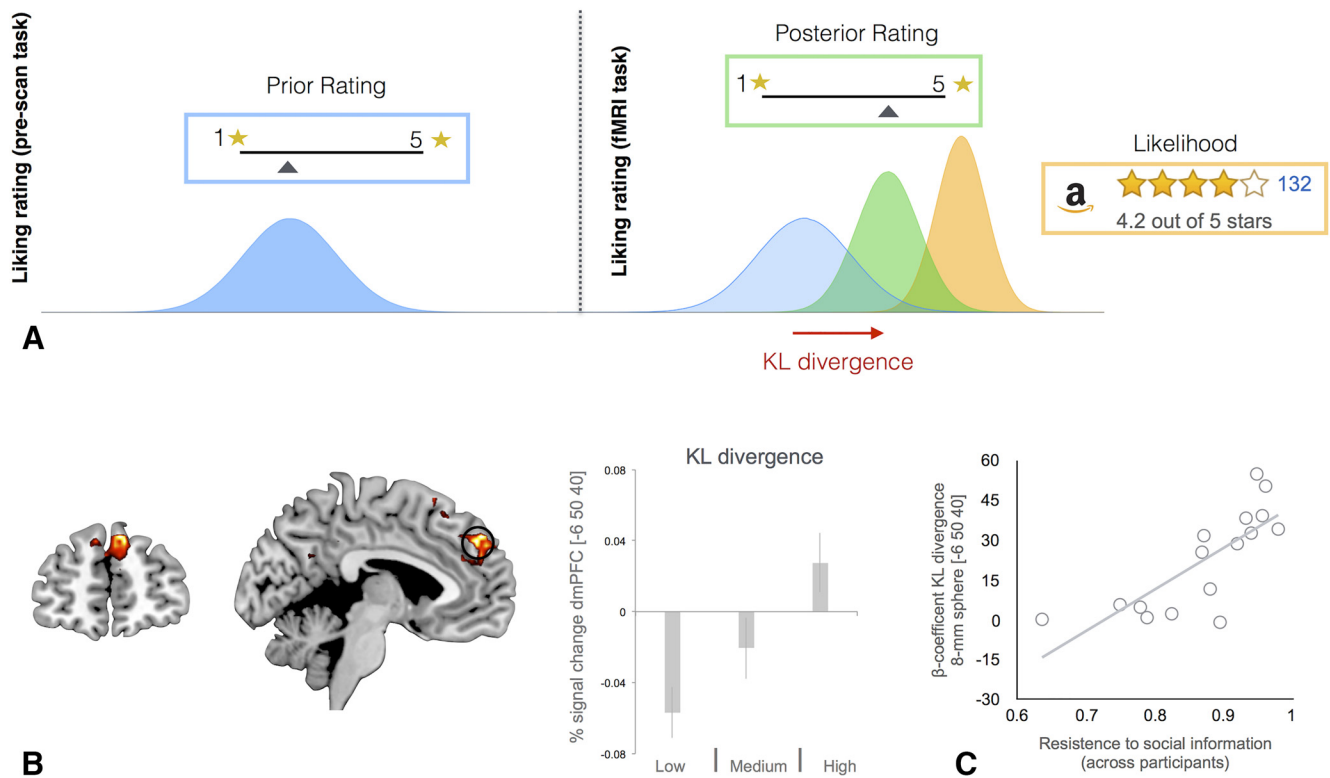 Liking rating (pre-scan task)
Prior Rating
1 5
Liking rating (fMRI task)
Posterior Rating
1 5
Likelihood
a 132
4.2 out of 5 stars
KL divergence
A
KL divergence
% signal change dmPFC [-6 50 40]
0.08
0.04
0
-0.04
-0.08
Low Medium High
B
β-coefficent KL divergence
8-mm sphere [-6 50 40]
60
45
30
15
0
-15
-30
0.6 0.7 0.8 0.9 1
Resistence to social information
(across participants)
C